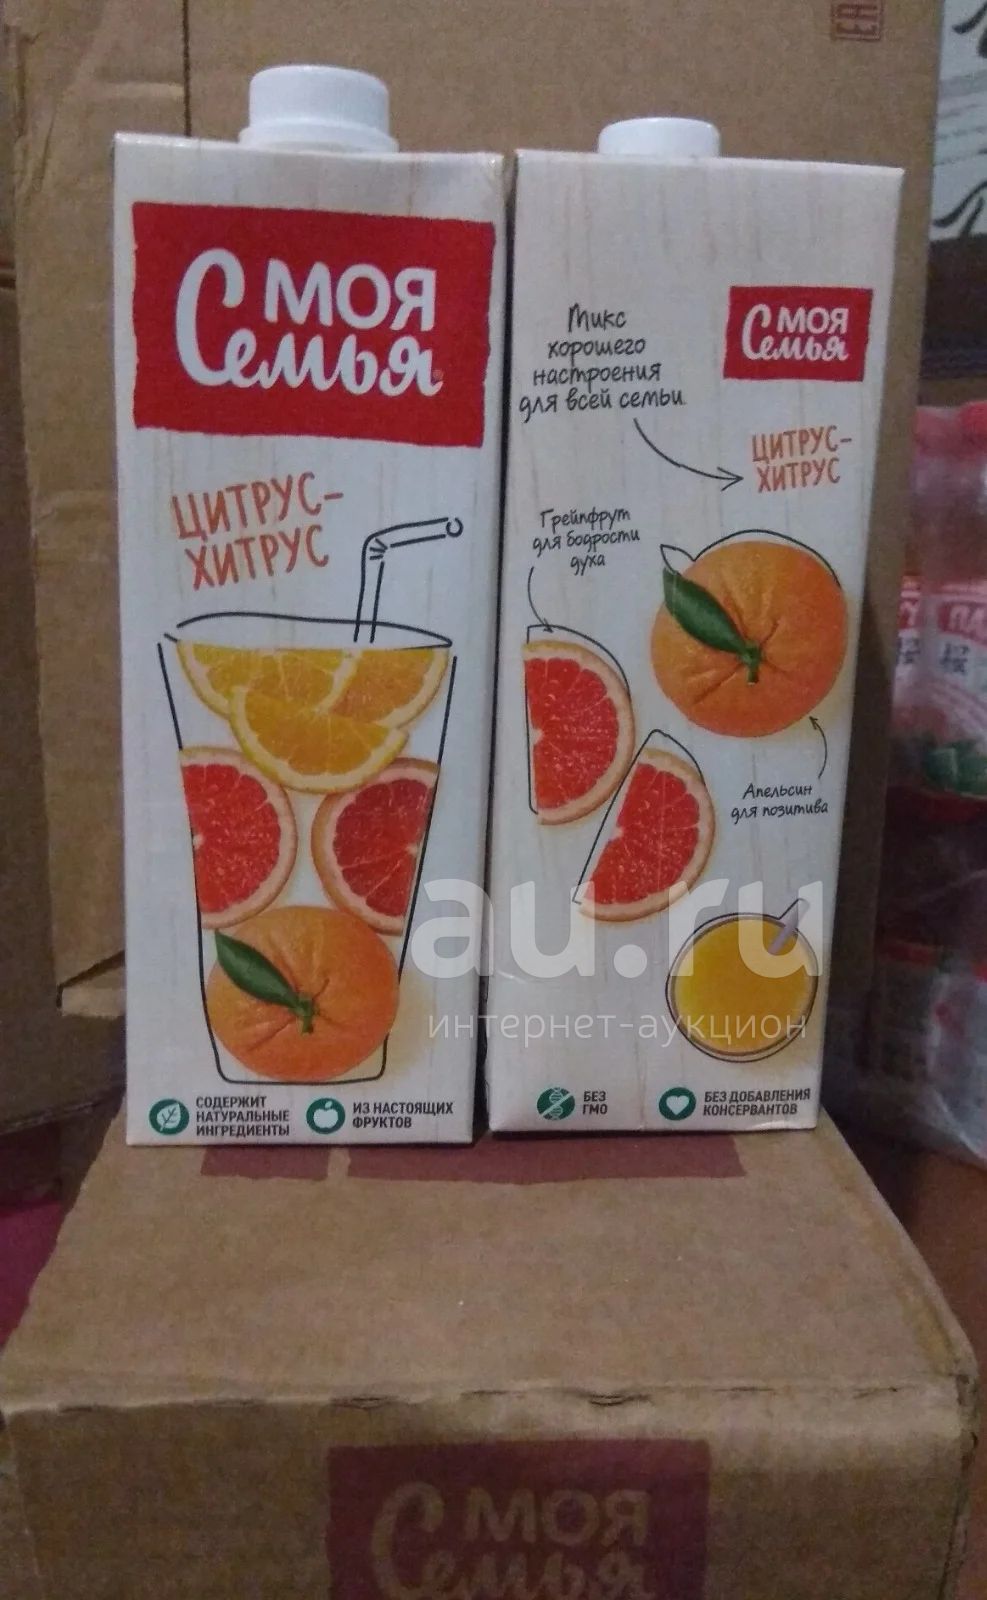 МОЯ
Семья
ЦИТРУС-
ХИТРУС
СОДЕРЖИТ
НАТУРАЛЬНЫЕ
ИНГРЕДИЕНТЫ
ИЗ НАСТОЯЩИХ
ФРУКТОВ
Микс
хорошего
настроения
для всей семьи
МОЯ
Семья
ЦИТРУС-
ХИТРУС
Грейпфрут
для бодрости
духа
Апельсин
для позитива
БЕЗ
ГМО
БЕЗ ДОБАВЛЕНИЯ
КОНСЕРВАНТОВ
au.ru
интернет-аукцион
МОЯ
Семья